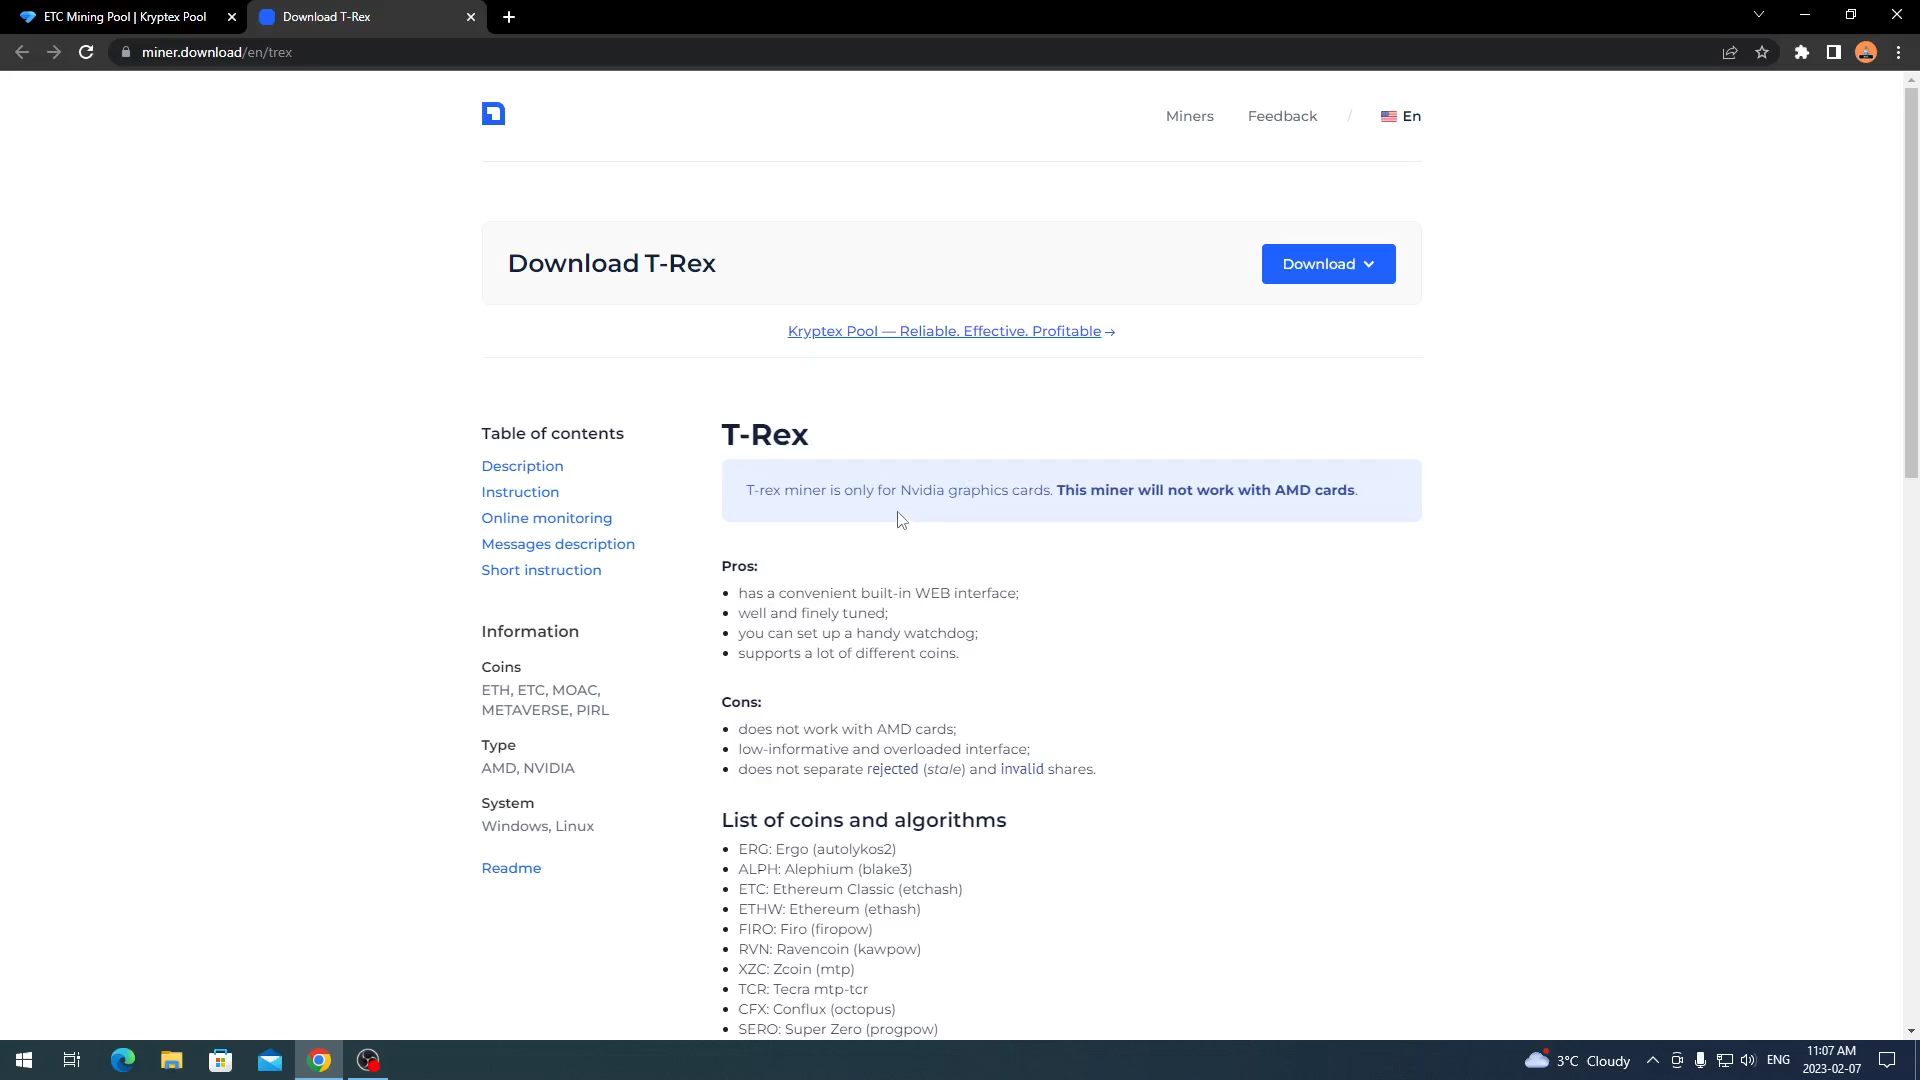 ETC Mining Pool | Kryptex Pool
Download T-Rex
miner.download/en/trex
Miners
Feedback
/
En
Download T-Rex
Download
Kryptex Pool — Reliable. Effective. Profitable →
Table of contents
Description
Instruction
Online monitoring
Messages description
Short instruction
Information
Coins
ETH, ETC, MOAC,
METAVERSE, PIRL
Type
AMD, NVIDIA
System
Windows, Linux
Readme
T-Rex
T-rex miner is only for Nvidia graphics cards. This miner will not work with AMD cards.
Pros:
• has a convenient built-in WEB interface;
• well and finely tuned;
• you can set up a handy watchdog;
• supports a lot of different coins.
Cons:
• does not work with AMD cards;
• low-informative and overloaded interface;
• does not separate rejected (stale) and invalid shares.
List of coins and algorithms
• ERG: Ergo (autolykos2)
• ALPH: Alephium (blake3)
• ETC: Ethereum Classic (etchash)
• ETHW: Ethereum (ethash)
• FIRO: Firo (firopow)
• RVN: Ravencoin (kawpow)
• XZC: Zcoin (mtp)
• TCR: Tecra mtp-tcr
• CFX: Conflux (octopus)
• SERO: Super Zero (progpow)
3°C Cloudy
ENG
11:07 AM
2023-02-07